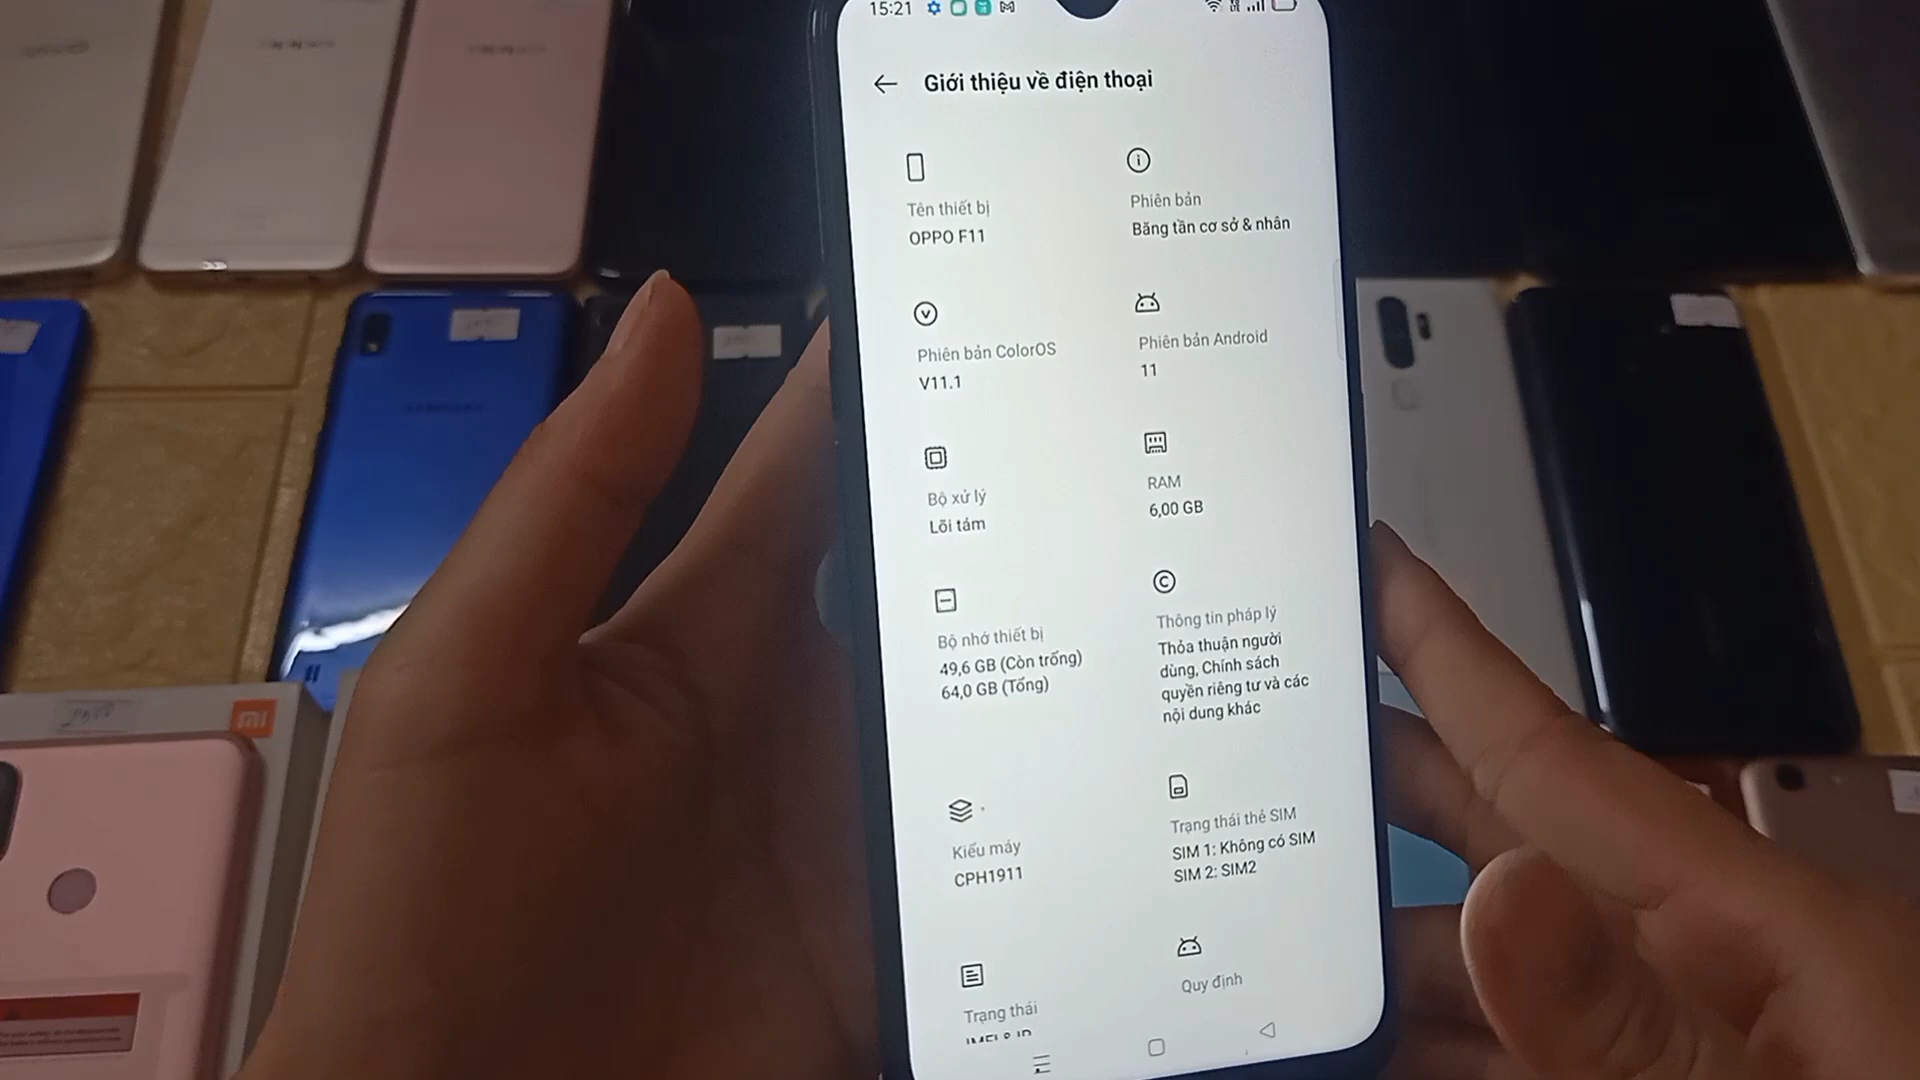 15:21
Giới thiệu về điện thoại
Tên thiết bị
OPPO F11
Phiên bản
Băng tần cơ sở & nhân
Phiên bản ColorOS
V11.1
Phiên bản Android
11
Bộ xử lý
Lõi tám
RAM
6,00 GB
Bộ nhớ thiết bị
49,6 GB (Còn trống)
64,0 GB (Tổng)
Thông tin pháp lý
Thỏa thuận người
dùng, Chính sách
quyền riêng tư và các
nội dung khác
Kiểu máy
CPH1911
Trạng thái thẻ SIM
SIM 1: Không có SIM
SIM 2: SIM2
Trạng thái
Quy định